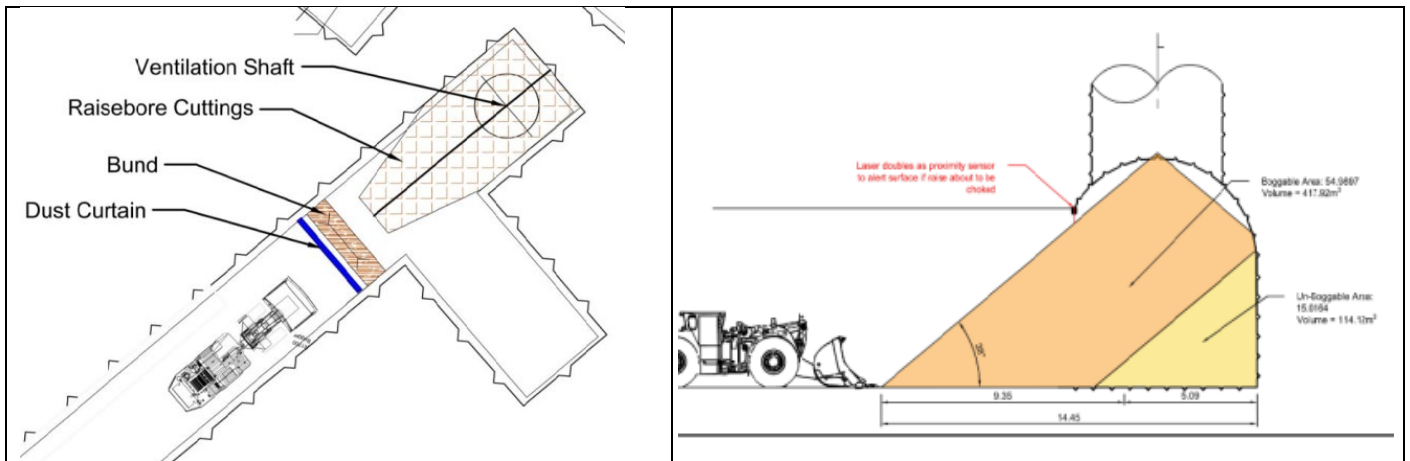 Ventilation Shaft
Raisebore Cuttings
Bund
Dust Curtain
Laser doubles as proximity sensor
to alert surface if raise about to be
choked
Boggable Area: 54.9897
Volume = 417.92m³
Un-Boggable Area:
15.0164
Volume = 114.12m³
9.35
5.09
14.45